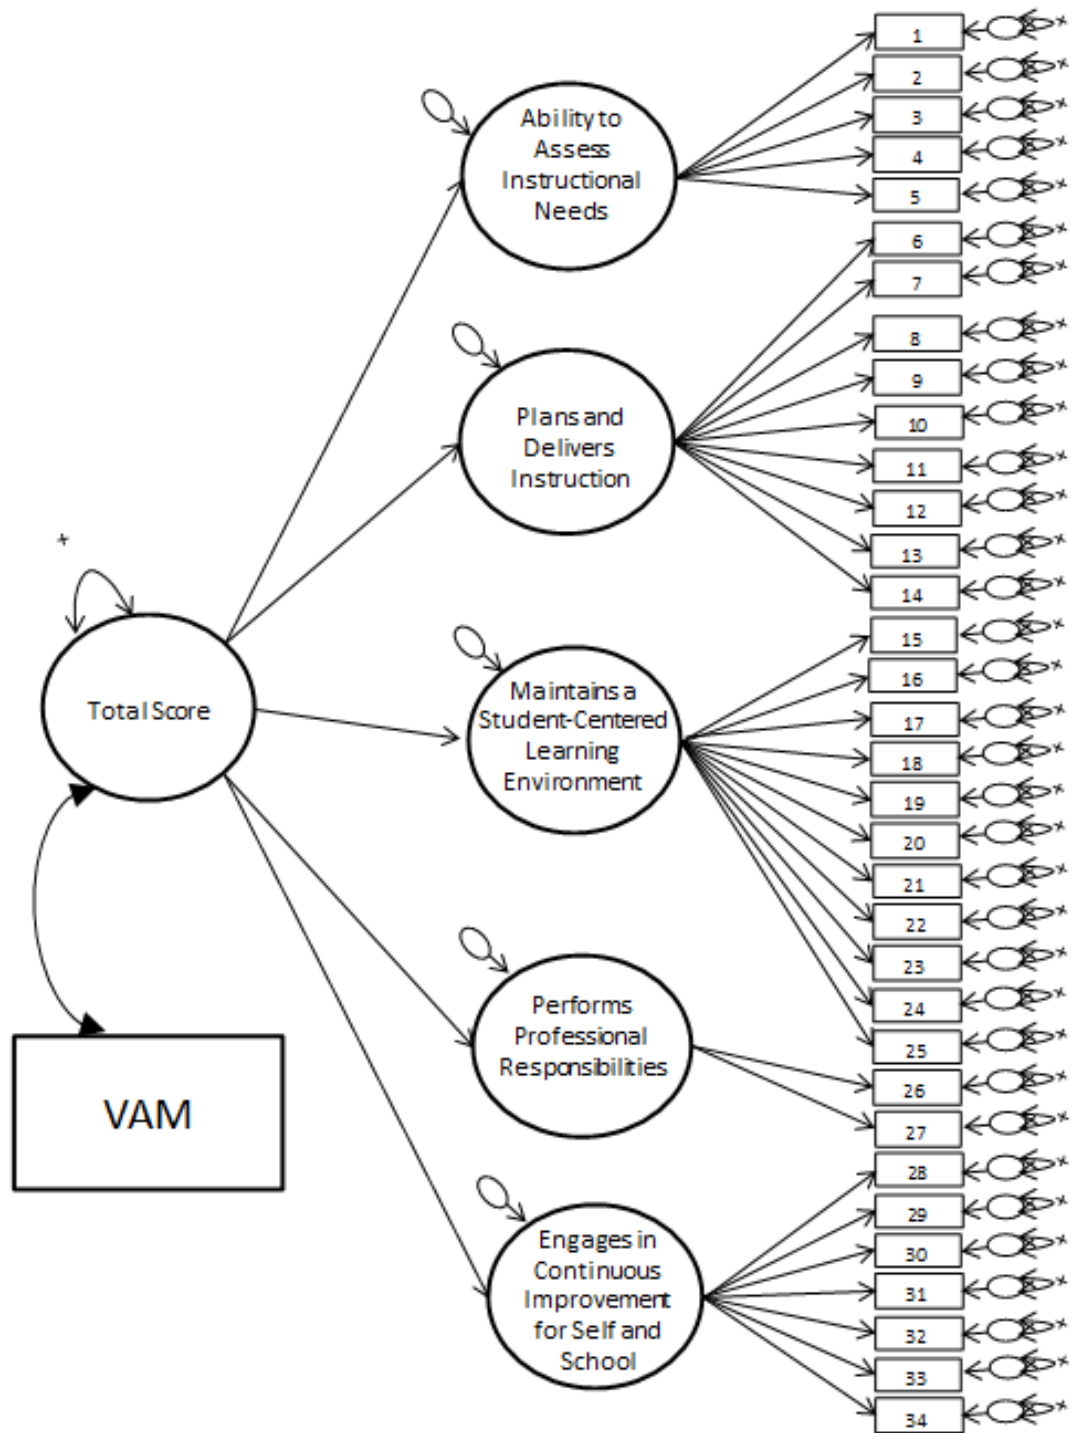 Ability to
Assess
Instructional
Needs
Plans and
Delivers
Instruction
Total Score
Maintains a
Student-Centered
Learning
Environment
Performs
Professional
Responsibilities
VAM
Engages in
Continuous
Improvement
for Self and
School
1
2
3
4
5
6
7
8
9
10
11
12
13
14
15
16
17
18
19
20
21
22
23
24
25
26
27
28
29
30
31
32
33
34